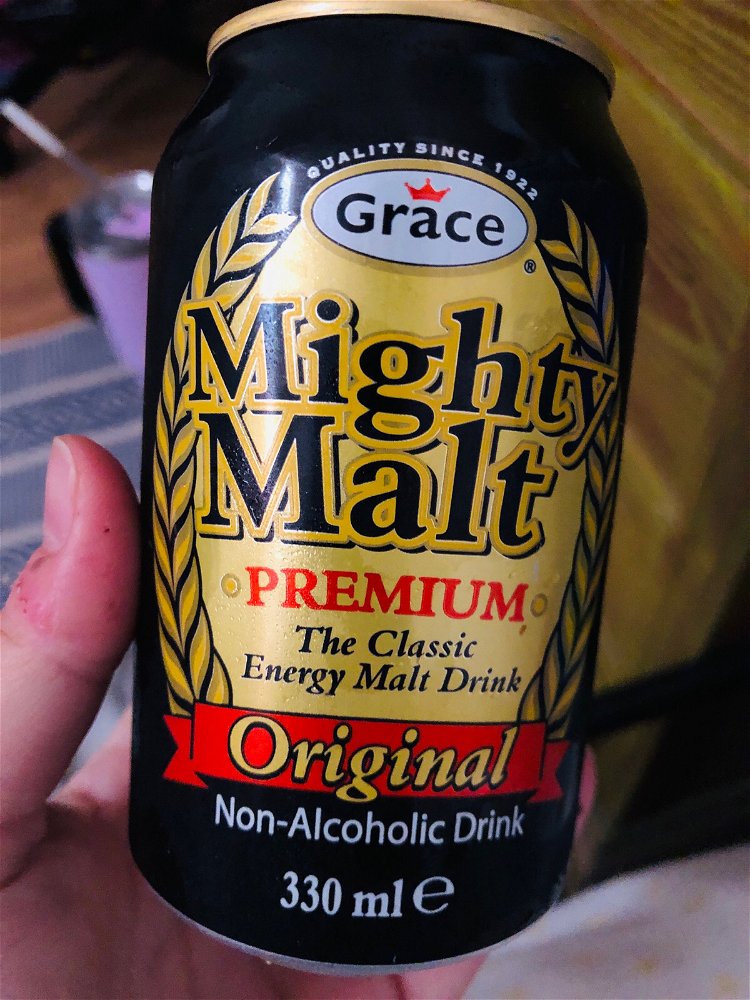 QUALITY SINCE 1922
Grace
®
Mighty
Malt
PREMIUM
The Classic
Energy Malt Drink
Original
Non-Alcoholic Drink
330 ml ℮